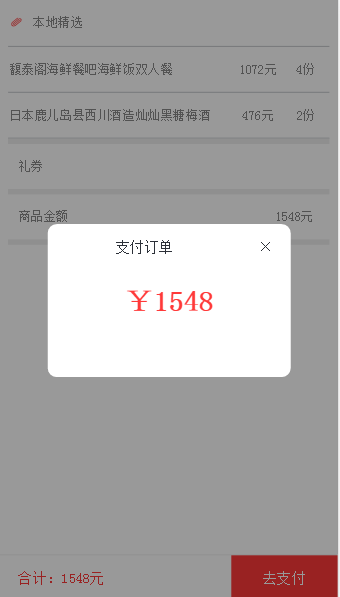 本地精选
馥泰阁海鲜餐吧海鲜饭双人餐 1072元 4份
日本鹿儿岛县西川酒造灿灿黑糖梅酒 476元 2份
礼券
商品金额 1548元
支付订单
￥1548
合计：1548元 去支付